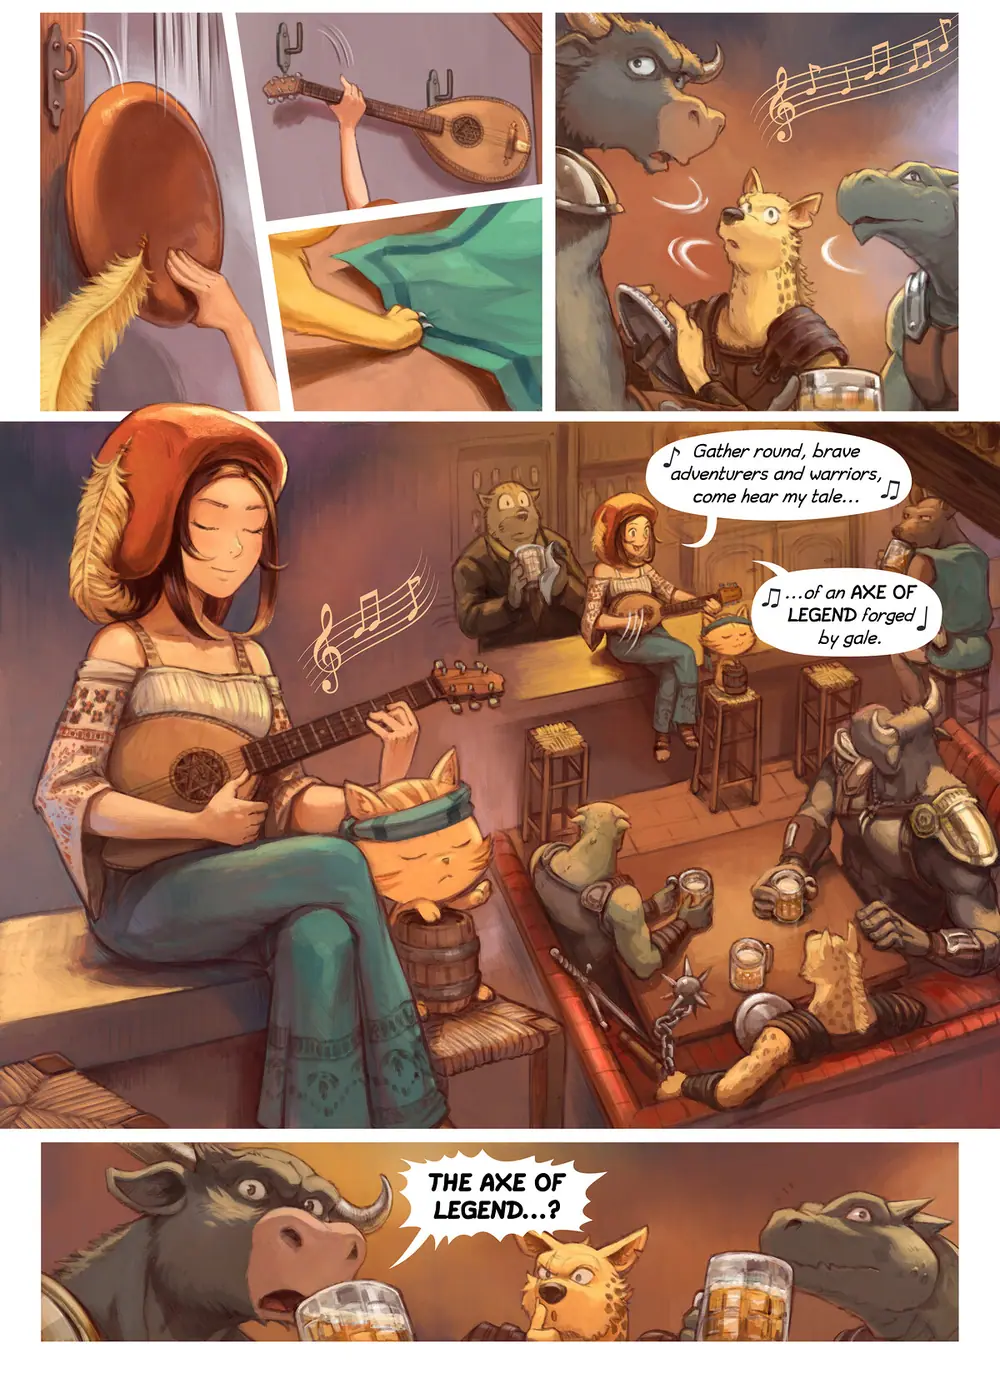 Gather round, brave
adventurers and warriors,
come hear my tale...
...of an AXE OF
LEGEND forged
by gale.
THE AXE OF
LEGEND...?